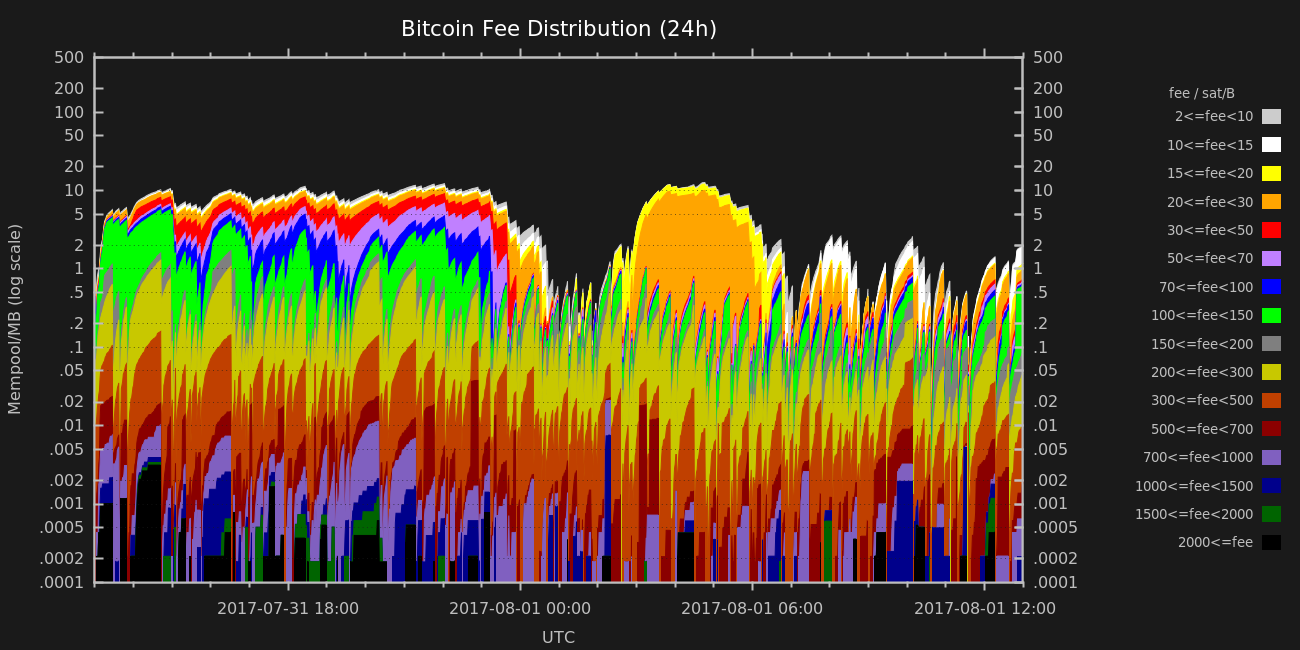 Bitcoin Fee Distribution (24h)
Mempool/MB (log scale)
500
200
100
50
20
10
5
2
1
.5
.2
.1
.05
.02
.01
.005
.002
.001
.0005
.0002
.0001
500
200
100
50
20
10
5
2
1
.5
.2
.1
.05
.02
.01
.005
.002
.001
.0005
.0002
.0001
2017-07-31 18:00
2017-08-01 00:00
2017-08-01 06:00
2017-08-01 12:00
UTC
fee / sat/B
2<=fee<10
10<=fee<15
15<=fee<20
20<=fee<30
30<=fee<50
50<=fee<70
70<=fee<100
100<=fee<150
150<=fee<200
200<=fee<300
300<=fee<500
500<=fee<700
700<=fee<1000
1000<=fee<1500
1500<=fee<2000
2000<=fee